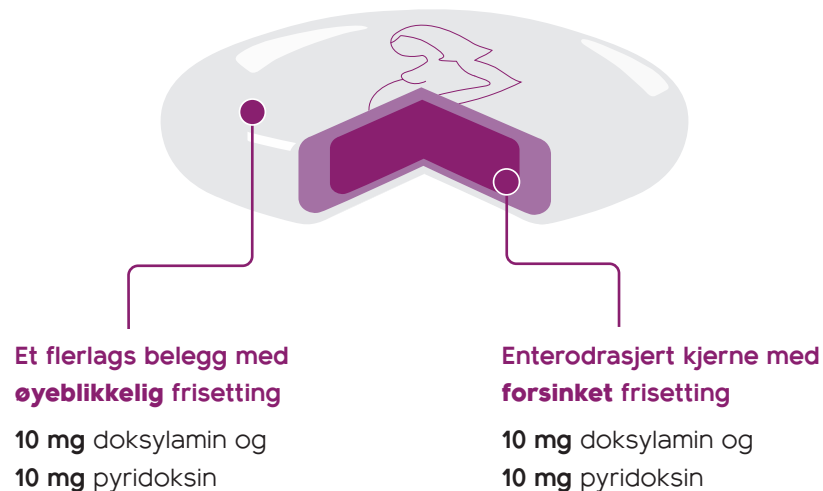 Et flerlags belegg med
øyeblikkelig frisetting
10 mg doksylamin og
10 mg pyridoksin
Enterodrasjert kjerne med
forsinket frisetting
10 mg doksylamin og
10 mg pyridoksin